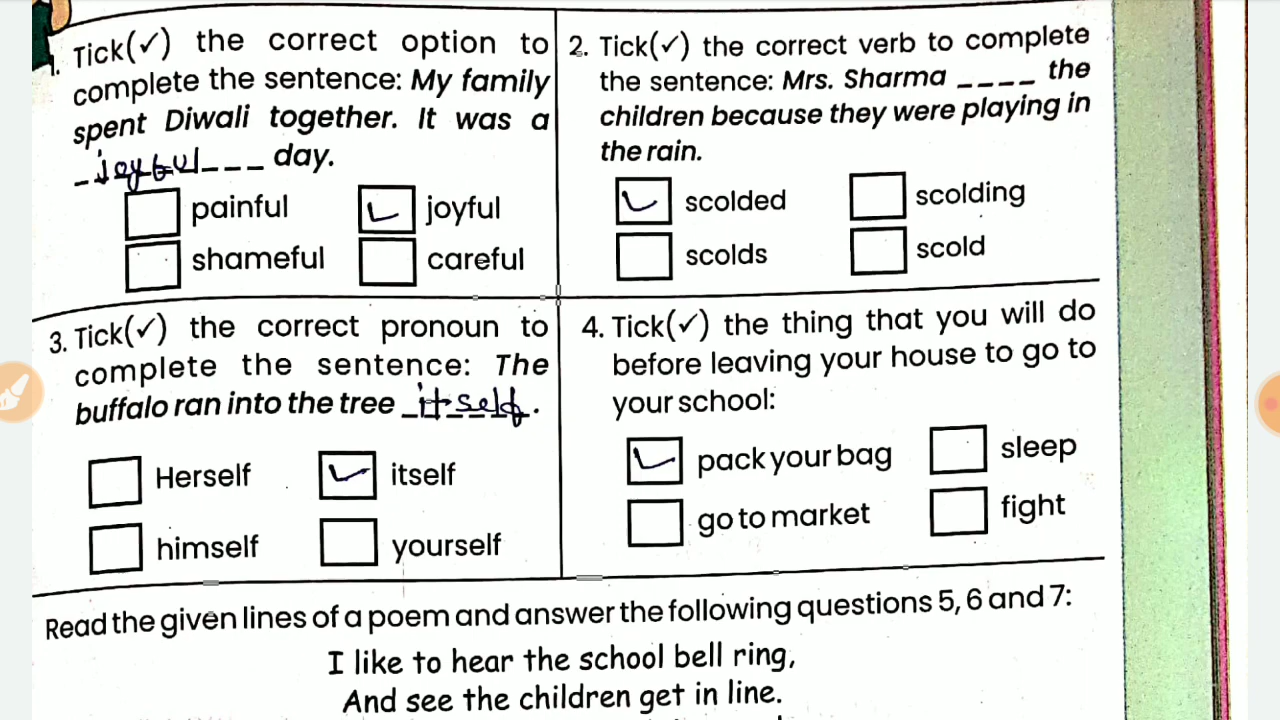 1. Tick(✓) the correct option to
complete the sentence: My family
spent Diwali together. It was a
_joyful___ day.
painful
joyful
shameful
careful
2. Tick(✓) the correct verb to complete
the sentence: Mrs. Sharma ____ the
children because they were playing in
the rain.
scolded
scolding
scolds
scold
3. Tick(✓) the correct pronoun to
complete the sentence: The
buffalo ran into the tree _itself_.
Herself
itself
himself
yourself
4. Tick(✓) the thing that you will do
before leaving your house to go to
your school:
pack your bag
sleep
go to market
fight
Read the given lines of a poem and answer the following questions 5, 6 and 7:
I like to hear the school bell ring,
And see the children get in line.